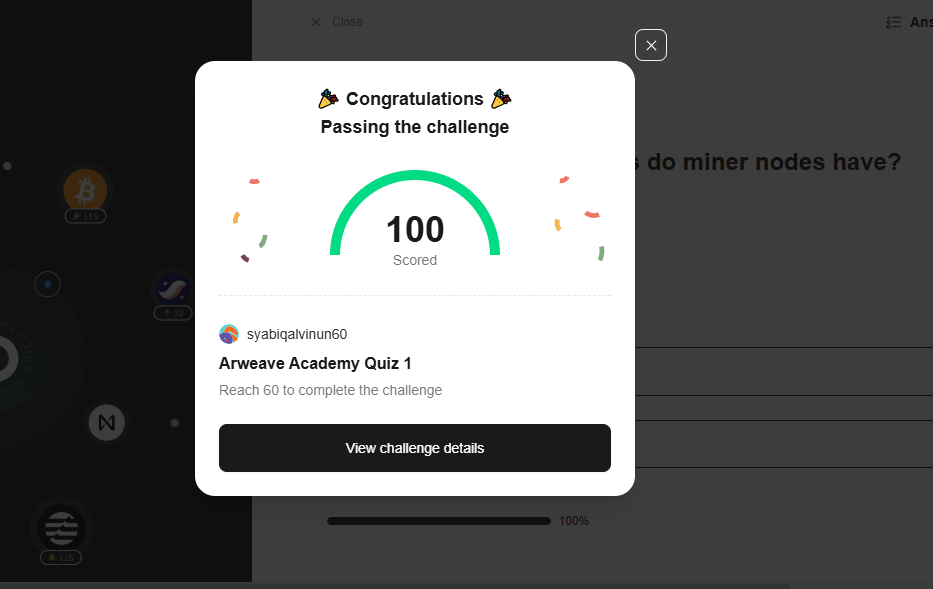 Close
Ans
Congratulations
Passing the challenge
do miner nodes have?
115
100
Scored
32
syabiqalvinun60
Arweave Academy Quiz 1
Reach 60 to complete the challenge
View challenge details
100%
115